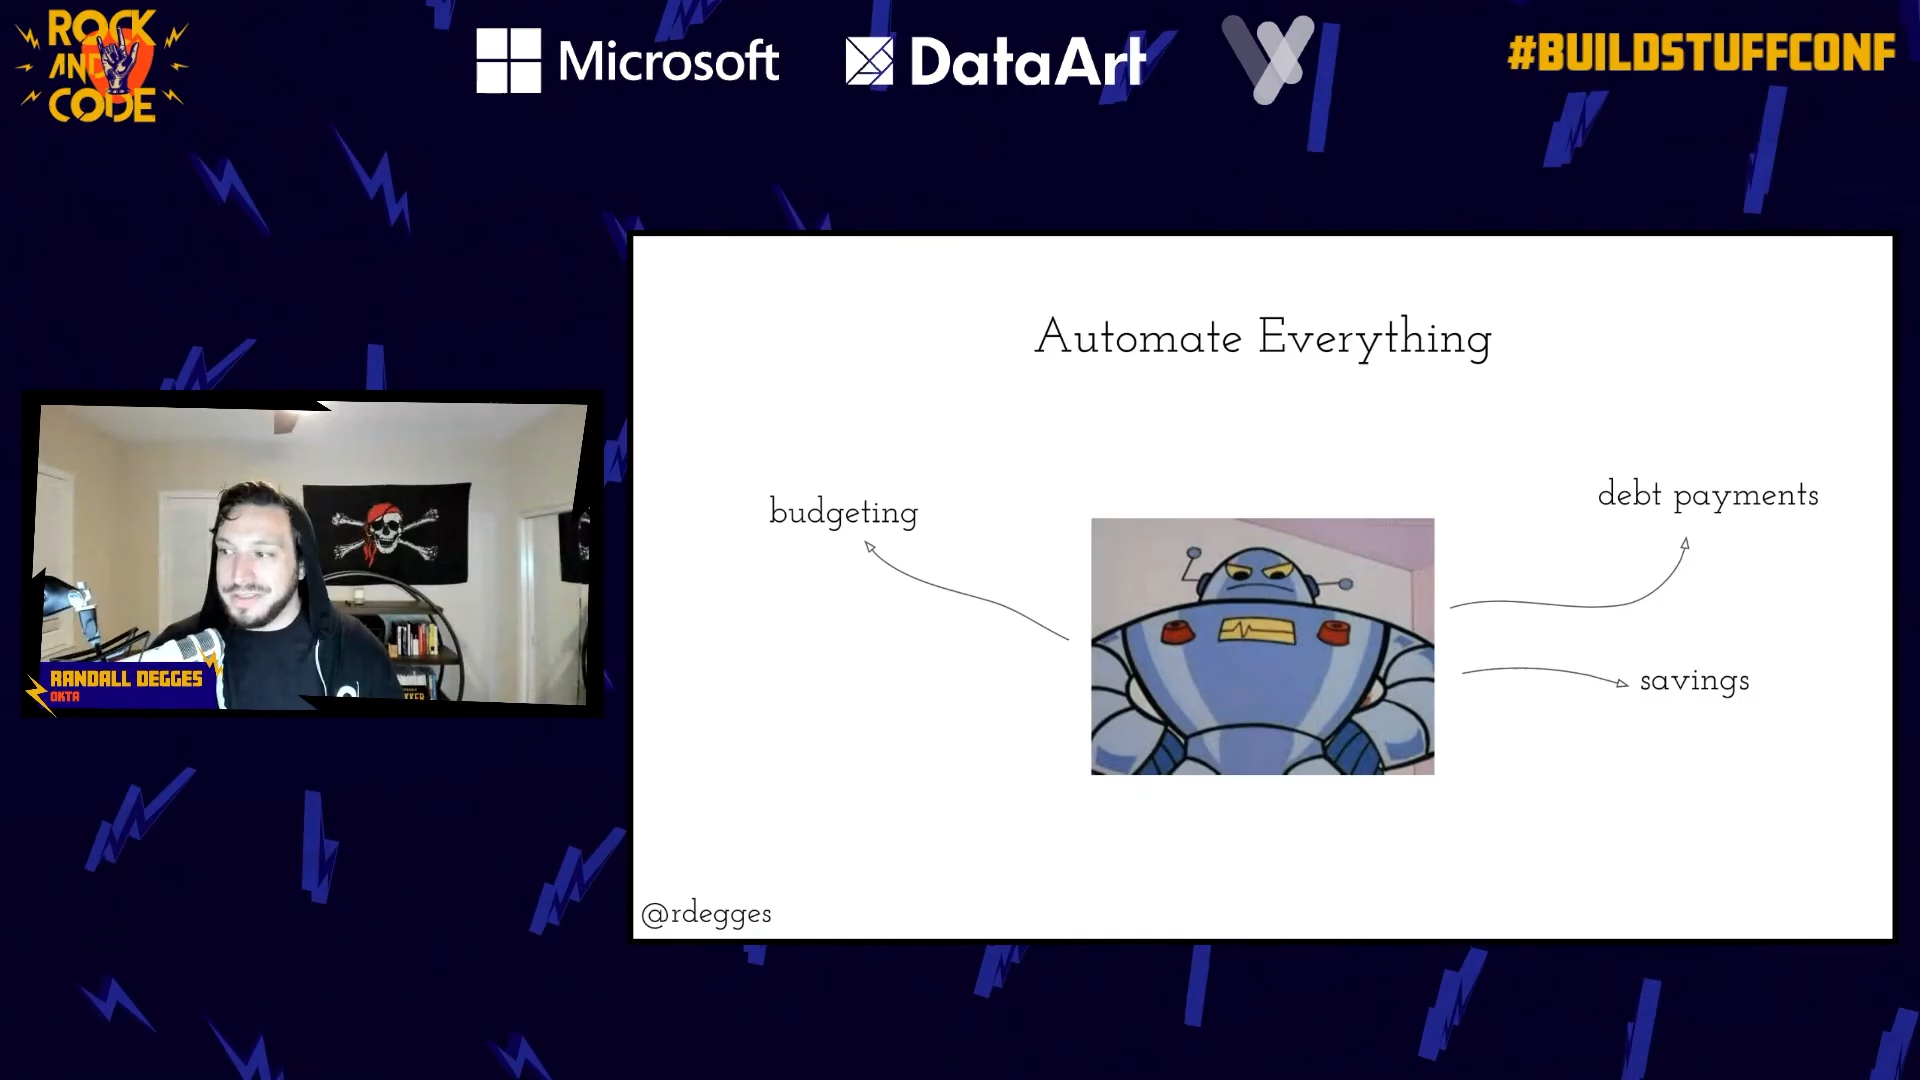 ROCK
AND
CODE
Microsoft
DataArt
#BUILDSTUFFCONF
Automate Everything
budgeting
debt payments
savings
@rdegges
RANDALL DEGGES
OKTA